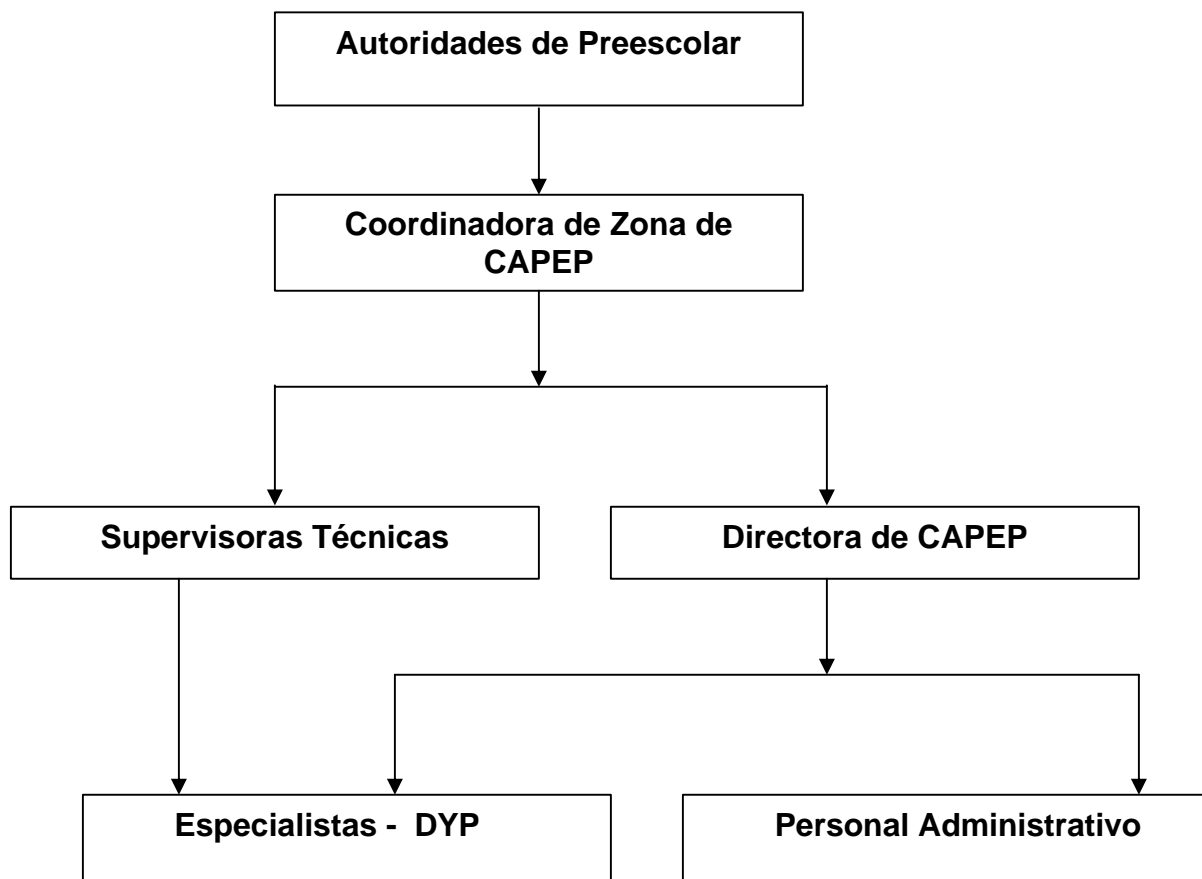 Autoridades de Preescolar
Coordinadora de Zona de
CAPEP
Supervisoras Técnicas
Directora de CAPEP
Especialistas - DYP
Personal Administrativo